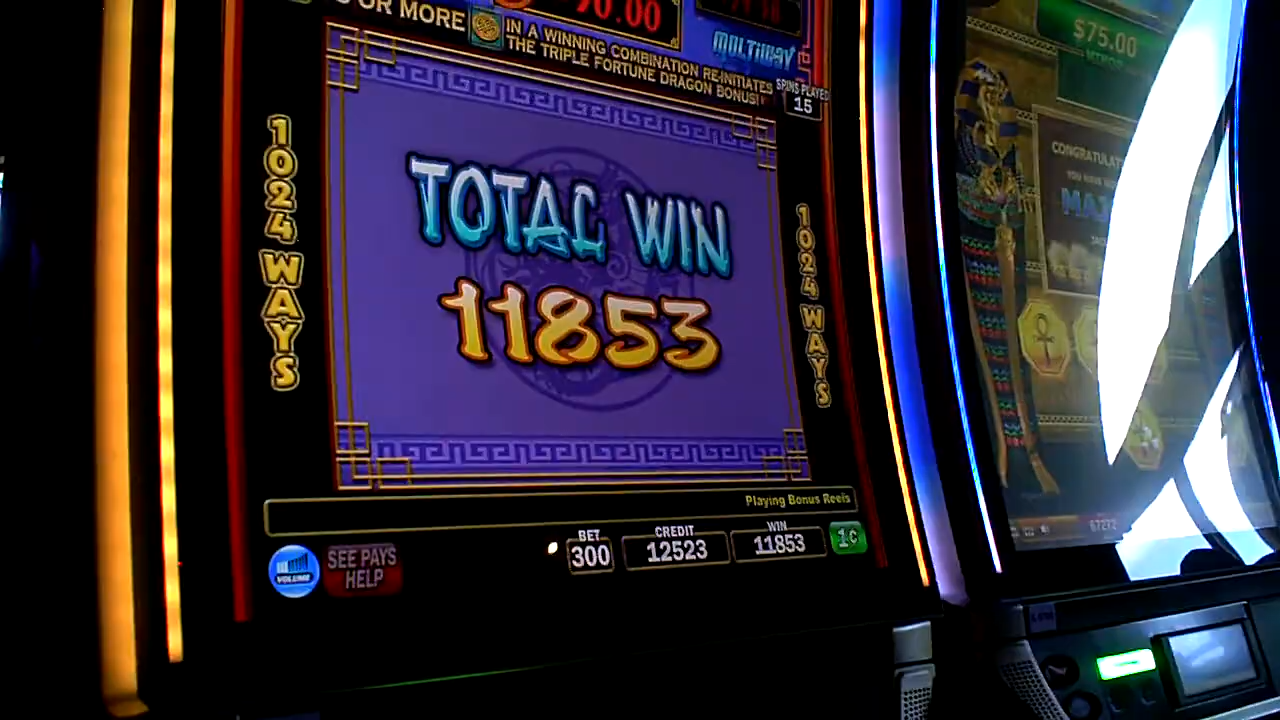 OR MORE
IN A WINNING COMBINATION RE-INITIATES
THE TRIPLE FORTUNE DRAGON BONUS!
MULTIWAY
SPINS PLAYED
15
1024 WAYS
TOTAL WIN
11853
1024 WAYS
Playing Bonus Reels
VOLUME
SEE PAYS
HELP
BET
300
CREDIT
12523
WIN
11853
1¢
$75.00
67272